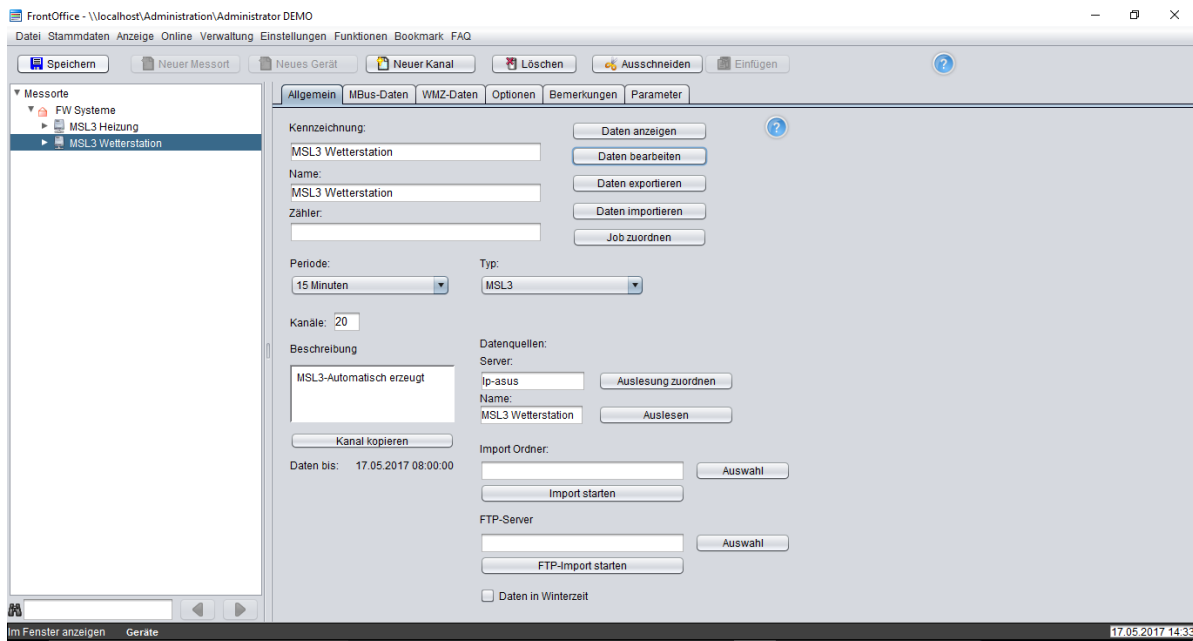 FrontOffice - \\localhost\Administration\Administrator DEMO
Datei Stammdaten Anzeige Online Verwaltung Einstellungen Funktionen Bookmark FAQ
Speichern Neuer Messort Neues Gerät Neuer Kanal Löschen Ausschneiden Einfügen ?
Messorte
FW Systeme
MSL3 Heizung
MSL3 Wetterstation
Allgemein MBus-Daten WMZ-Daten Optionen Bemerkungen Parameter
Kennzeichnung:
MSL3 Wetterstation
Name:
MSL3 Wetterstation
Zähler:
Daten anzeigen ?
Daten bearbeiten
Daten exportieren
Daten importieren
Job zuordnen
Periode: Typ:
15 Minuten MSL3
Kanäle: 20
Beschreibung
MSL3-Automatisch erzeugt
Kanal kopieren
Daten bis: 17.05.2017 08:00:00
Datenquellen:
Server:
lp-asus Auslesung zuordnen
Name:
MSL3 Wetterstation Auslesen
Import Ordner:
Auswahl
Import starten
FTP-Server
Auswahl
FTP-Import starten
Daten in Winterzeit
Im Fenster anzeigen Geräte 17.05.2017 14:33